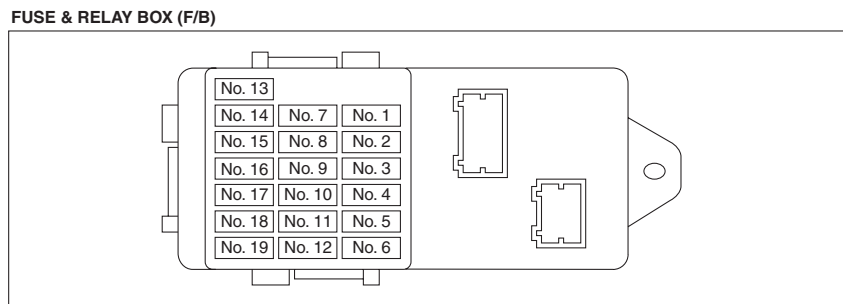 FUSE & RELAY BOX (F/B)
No. 13
No. 14 No. 7 No. 1
No. 15 No. 8 No. 2
No. 16 No. 9 No. 3
No. 17 No. 10 No. 4
No. 18 No. 11 No. 5
No. 19 No. 12 No. 6